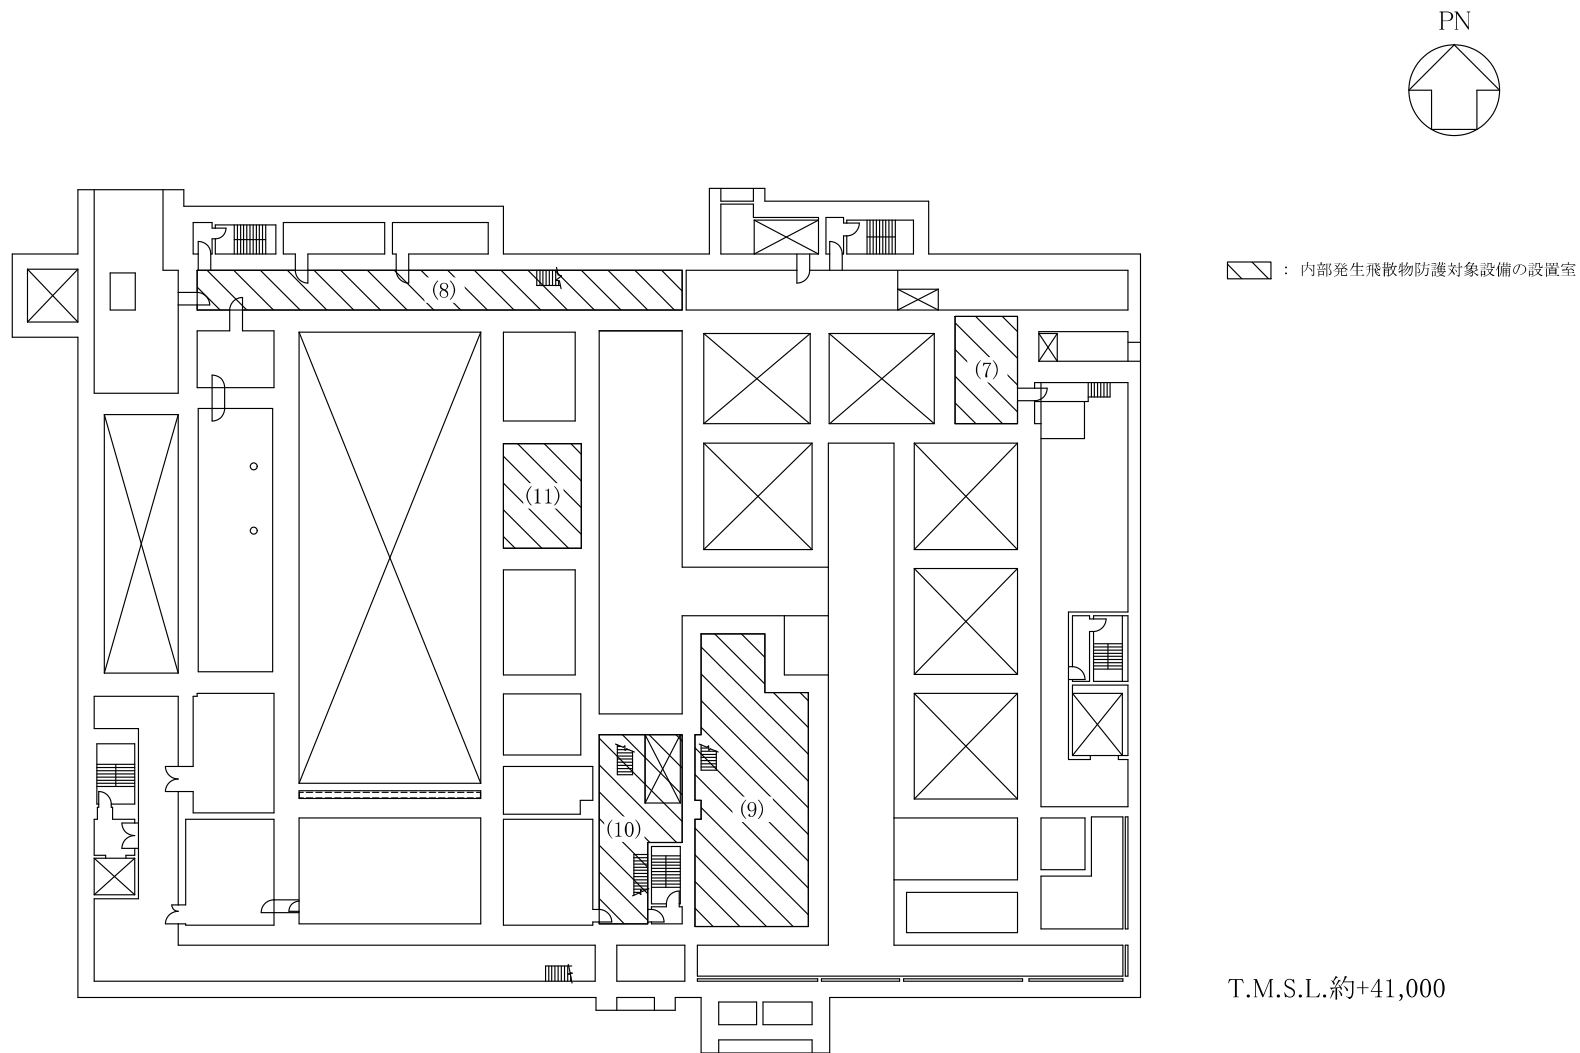 PN
: 内部発生飛散物防護対象設備の設置室
(8)
(7)
(11)
(9)
(10)
T.M.S.L.約+41,000